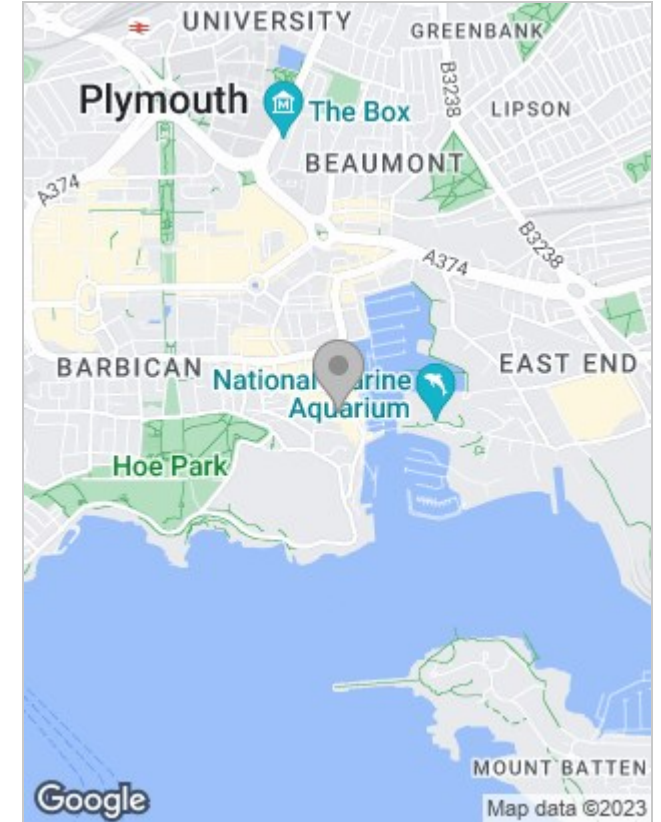 UNIVERSITY
GREENBANK
Plymouth
The Box
B3238
LIPSON
BEAUMONT
A374
B3238
A374
BARBICAN
EAST END
National Marine
Aquarium
Hoe Park
MOUNT BATTEN
Google
Map data ©2023